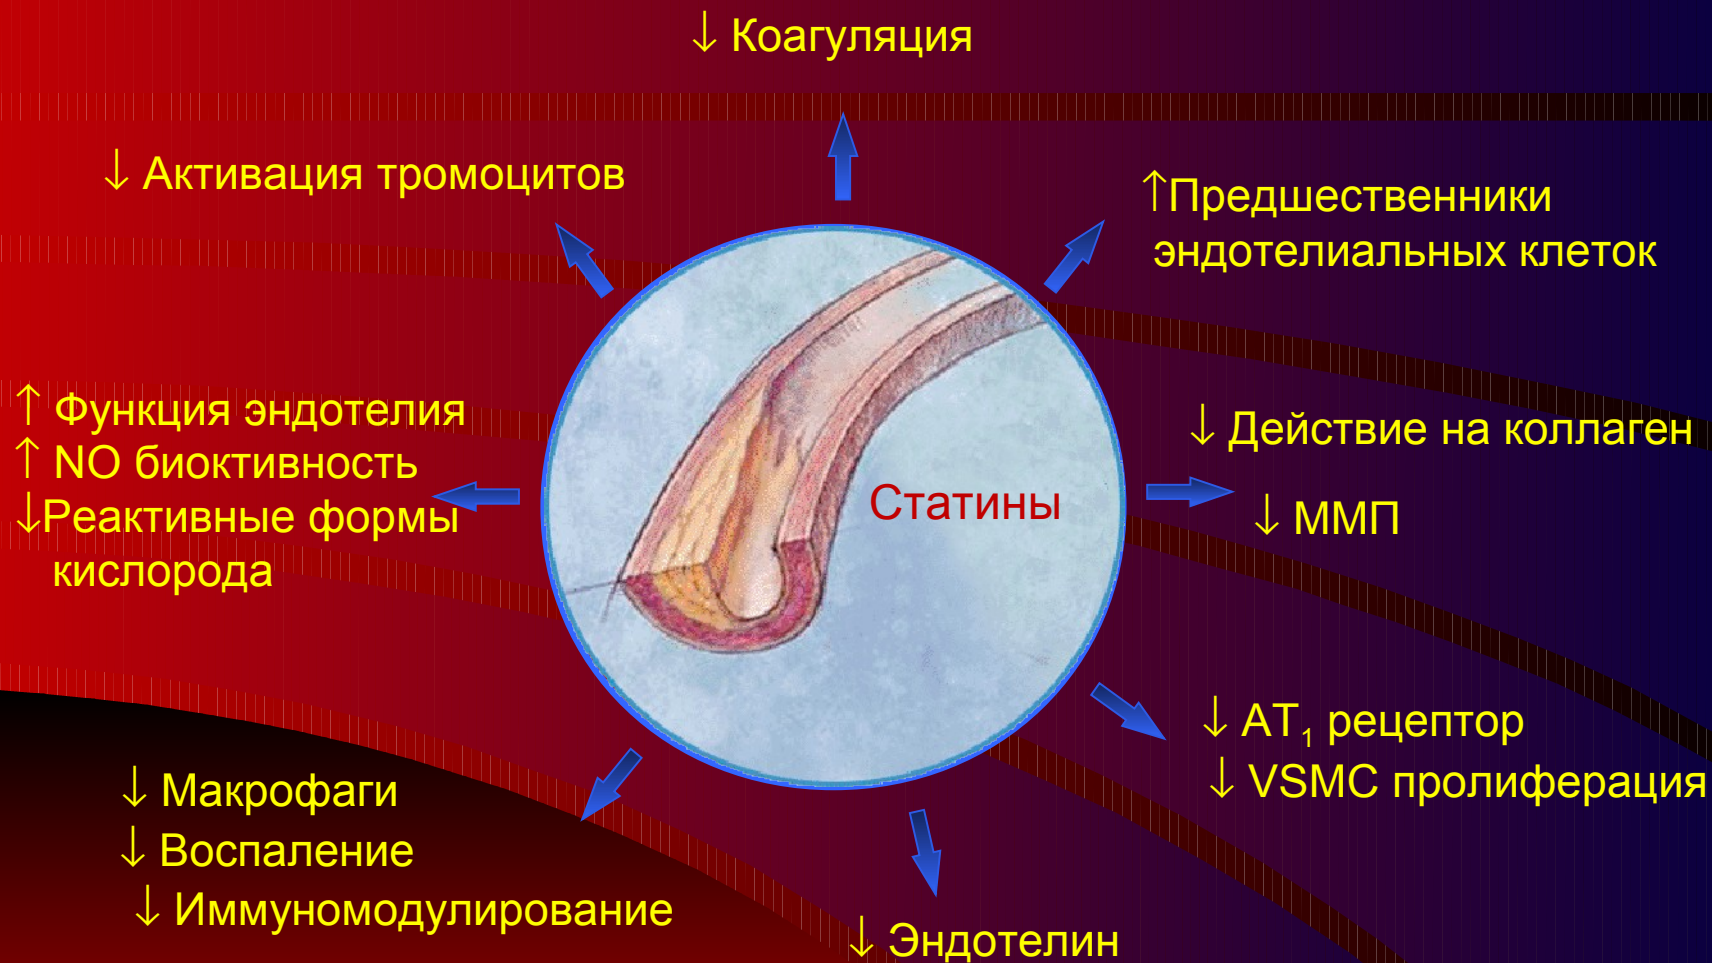 ↓ Коагуляция
↓ Активация тромоцитов
↑Предшественники
эндотелиальных клеток
↑ Функция эндотелия
↑ NO биоктивность
↓Реактивные формы
кислорода
↓ Действие на коллаген
↓ ММП
Статины
↓ AT₁ рецептор
↓ VSMC пролиферация
↓ Макрофаги
↓ Воспаление
↓ Иммуномодулирование
↓ Эндотелин